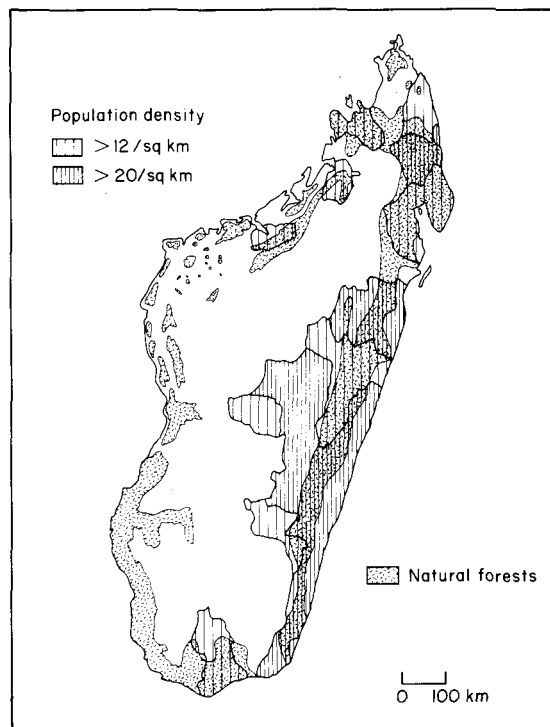 Population density
> 12/sq km
> 20/sq km
Natural forests
0 100 km